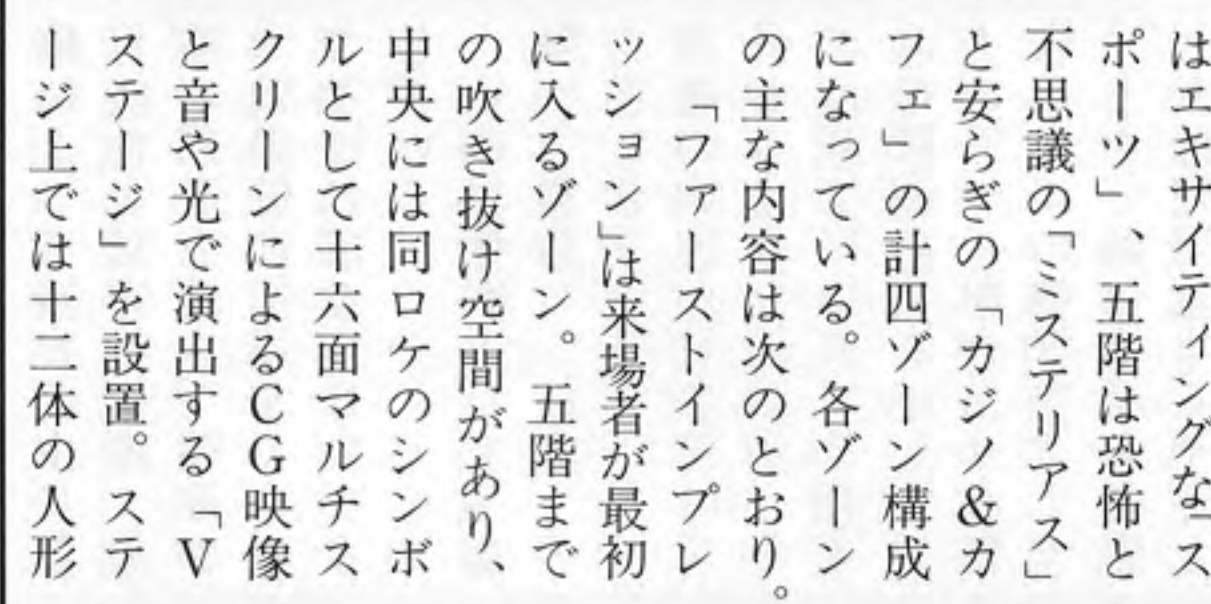 はエキサイティングな「ス
ポーツ」、五階は恐怖と
不思議の「ミステリアス」
と安らぎの「カジノ&カ
フェ」の計四ゾーン構成
になっている。各ゾーン
の主な内容は次のとおり。
「ファーストインプレ
ッション」は来場者が最初
に入るゾーン。五階まで
の吹き抜け空間があり、
中央には同ロケのシンボ
ルとして十六面マルチス
クリーンによるCG映像
と音や光で演出する「V
ステージ」を設置。ステ
ージ上では十二体の人形